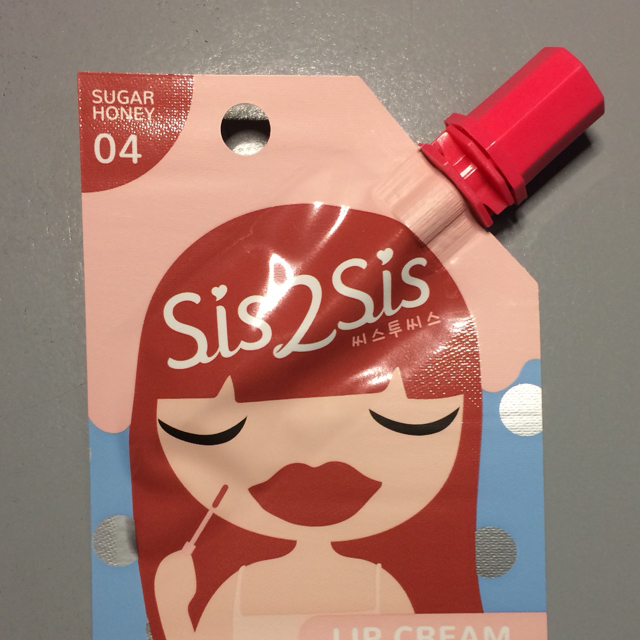 SUGAR
HONEY
04
Sis2Sis
씨스투씨스
LIP CREAM